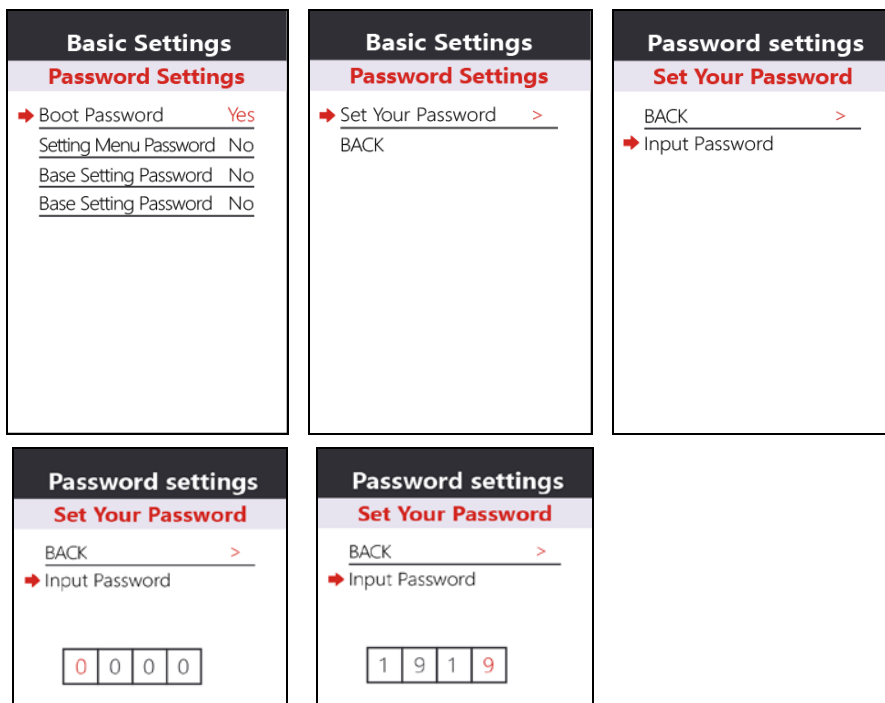 Basic Settings
Password Settings
Boot Password Yes
Setting Menu Password No
Base Setting Password No
Base Setting Password No
Basic Settings
Password Settings
Set Your Password >
BACK
Password settings
Set Your Password
BACK >
Input Password
Password settings
Set Your Password
BACK >
Input Password
0 0 0 0
Password settings
Set Your Password
BACK >
Input Password
1 9 1 9